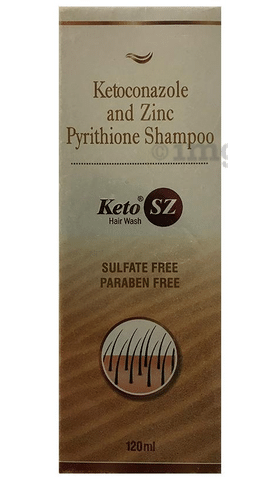 Ketoconazole
and Zinc
Pyrithione Shampoo
Keto® SZ
Hair Wash
SULFATE FREE
PARABEN FREE
120ml